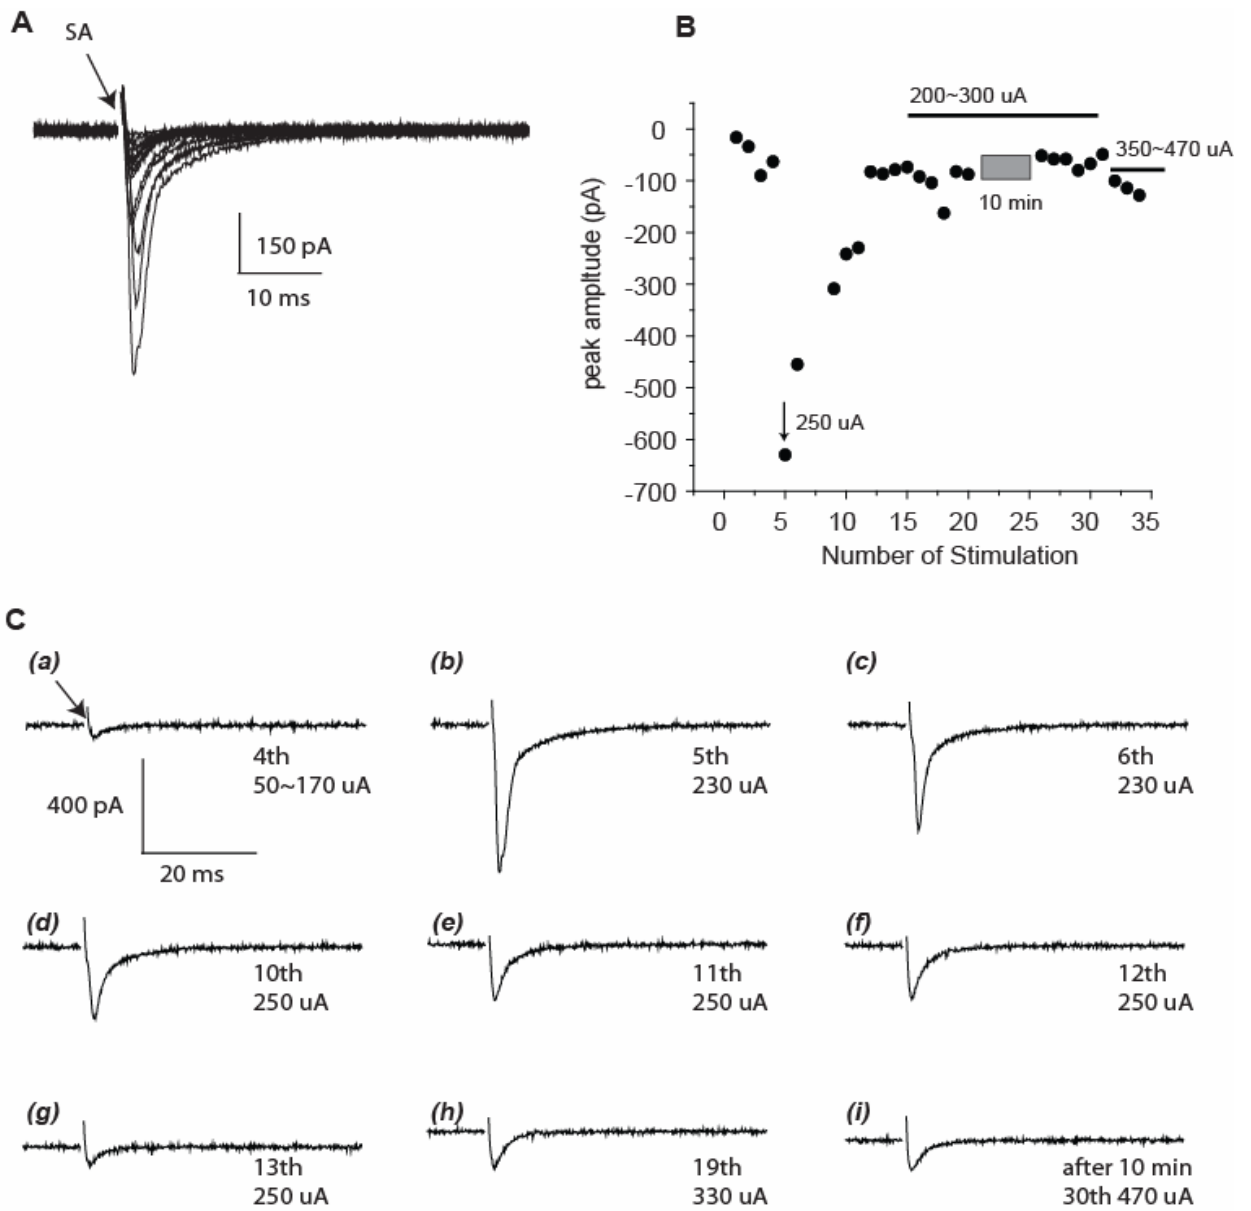 A
SA
150 pA
10 ms
B
200~300 uA
350~470 uA
10 min
250 uA
0
-100
-200
-300
-400
-500
-600
-700
peak ampltude (pA)
0 5 10 15 20 25 30 35
Number of Stimulation
C
(a)
4th
50~170 uA
400 pA
20 ms
(b)
5th
230 uA
(c)
6th
230 uA
(d)
10th
250 uA
(e)
11th
250 uA
(f)
12th
250 uA
(g)
13th
250 uA
(h)
19th
330 uA
(i)
after 10 min
30th 470 uA